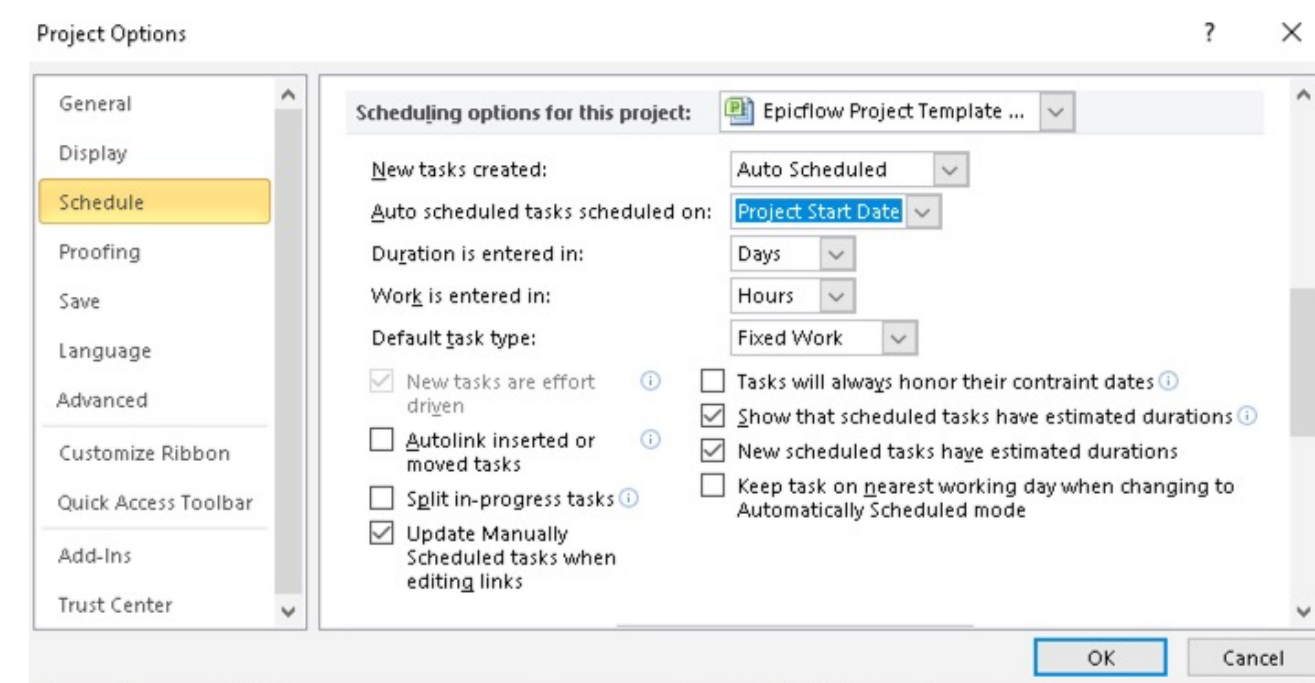 Project Options
?
General
Display
Schedule
Proofing
Save
Language
Advanced
Customize Ribbon
Quick Access Toolbar
Add-Ins
Trust Center
Scheduling options for this project: Epicflow Project Template ...
New tasks created: Auto Scheduled
Auto scheduled tasks scheduled on: Project Start Date
Duration is entered in: Days
Work is entered in: Hours
Default task type: Fixed Work
New tasks are effort
driven
Autolink inserted or
moved tasks
Split in-progress tasks
Update Manually
Scheduled tasks when
editing links
Tasks will always honor their contraint dates
Show that scheduled tasks have estimated durations
New scheduled tasks have estimated durations
Keep task on nearest working day when changing to
Automatically Scheduled mode
OK
Cancel